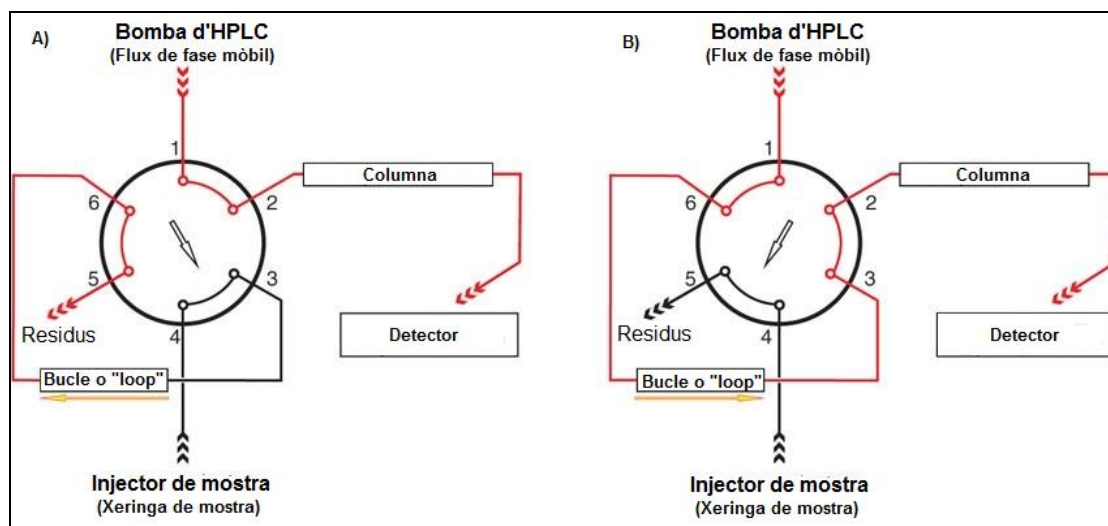 A)
Bomba d'HPLC
(Flux de fase mòbil)
1
2
3
4
5
6
Columna
Residus
Detector
Bucle o "loop"
Injector de mostra
(Xeringa de mostra)
B)
Bomba d'HPLC
(Flux de fase mòbil)
1
2
3
4
5
6
Columna
Residus
Detector
Bucle o "loop"
Injector de mostra
(Xeringa de mostra)